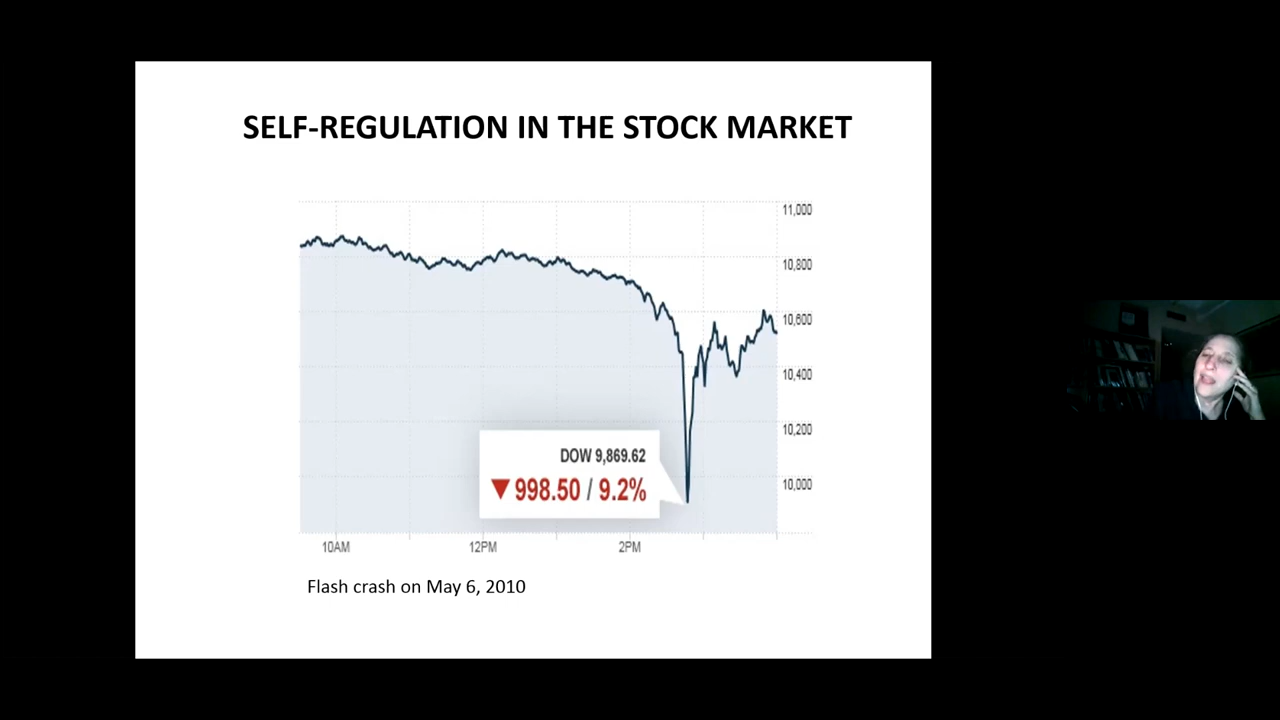 SELF-REGULATION IN THE STOCK MARKET
11,000
10,800
10,600
10,400
10,200
10,000
DOW 9,869.62
▼ 998.50 / 9.2%
10AM 12PM 2PM
Flash crash on May 6, 2010